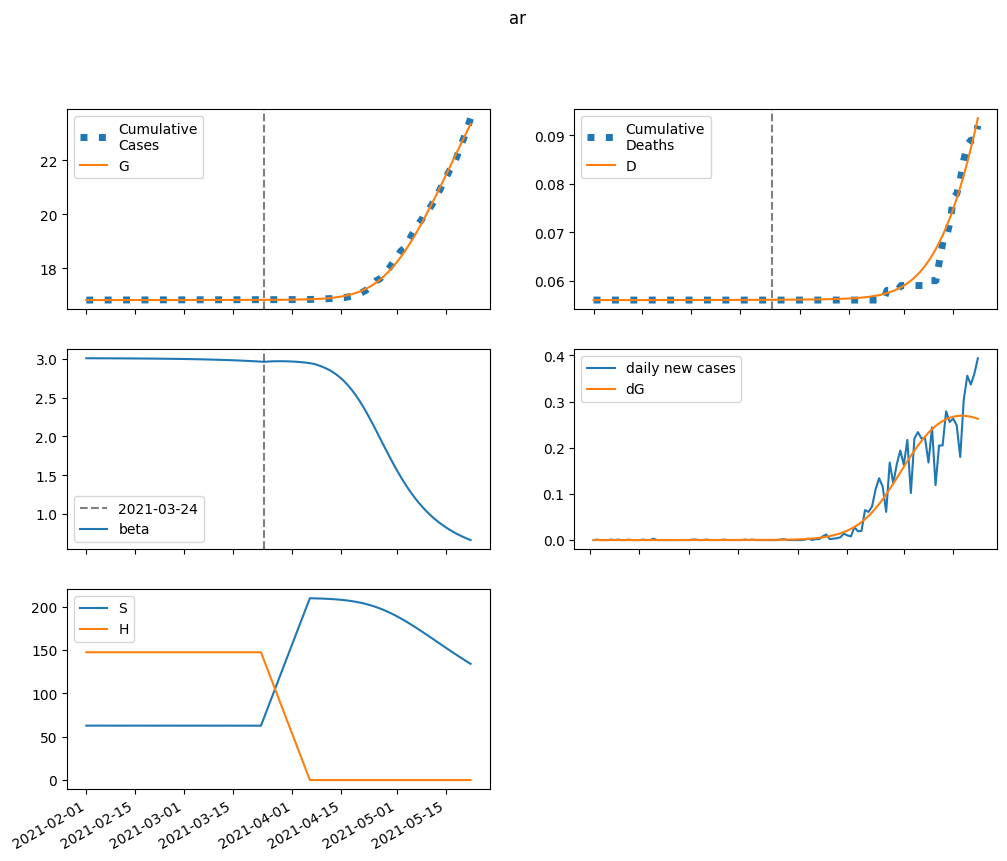 ar
Cumulative
Cases
G
22
20
18
Cumulative
Deaths
D
0.09
0.08
0.07
0.06
3.0
2.5
2.0
1.0
1.5
2021-03-24
beta
daily new cases
dG
0.4
0.3
0.2
0.1
0.0
S
H
200
150
100
50
0
2021-02-01
2021-02-15
2021-03-01
2021-03-15
2021-04-01
2021-04-15
2021-05-01
2021-05-15